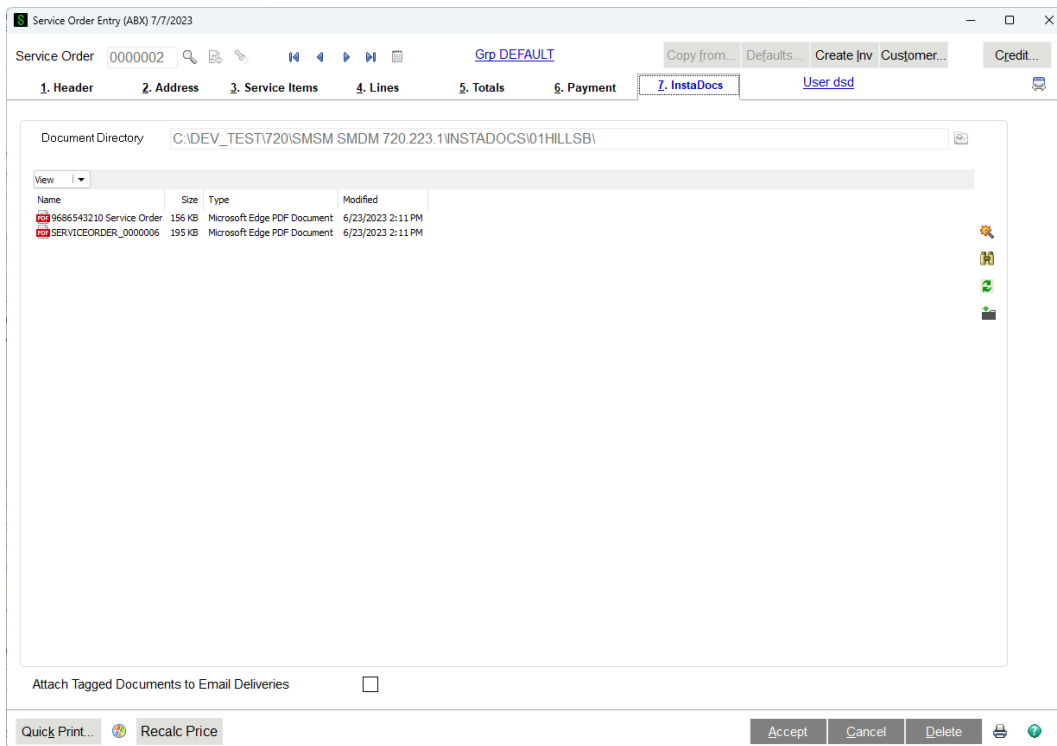 Service Order Entry (ABX) 7/7/2023
Service Order 0000002 Grp DEFAULT Copy from... Defaults... Create Inv Customer... Credit...
1. Header 2. Address 3. Service Items 4. Lines 5. Totals 6. Payment 7. InstaDocs User dsd
Document Directory C:\DEV_TEST\720\SMSM SMDM 720.223.1\INSTADOCS\01HILLSB\
View
Name Size Type Modified
PDF 9686543210 Service Order 156 KB Microsoft Edge PDF Document 6/23/2023 2:11 PM
PDF SERVICEORDER_0000006 195 KB Microsoft Edge PDF Document 6/23/2023 2:11 PM
Attach Tagged Documents to Email Deliveries
Quick Print... Recalc Price Accept Cancel Delete